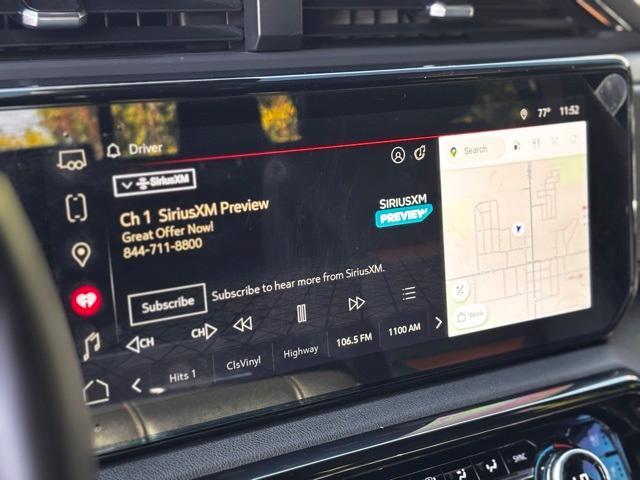 77° 11:52
Driver
SiriusXM
Search
Ch 1 SiriusXM Preview
Great Offer Now!
844-711-8800
SIRIUSXM
PREVIEW
Subscribe
Subscribe to hear more from SiriusXM.
CH
CH
Work
Hits 1
ClsVinyl
Highway
106.5 FM
1100 AM
SYNC